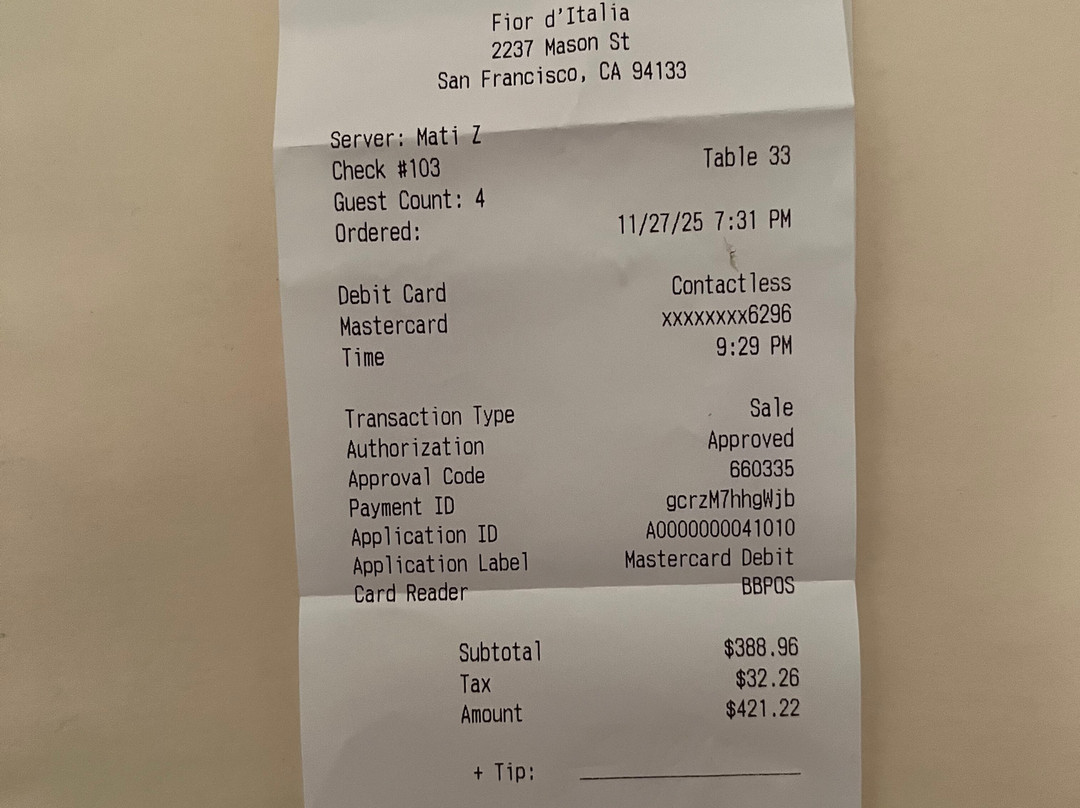 Fior d'Italia
2237 Mason St
San Francisco, CA 94133
Server: Mati Z
Check #103 Table 33
Guest Count: 4
Ordered: 11/27/25 7:31 PM
Debit Card Contactless
Mastercard xxxxxxxx6296
Time 9:29 PM
Transaction Type Sale
Authorization Approved
Approval Code 660335
Payment ID gcrzM7hhgWjb
Application ID A0000000041010
Application Label Mastercard Debit
Card Reader BBPOS
Subtotal $388.96
Tax $32.26
Amount $421.22
+ Tip: